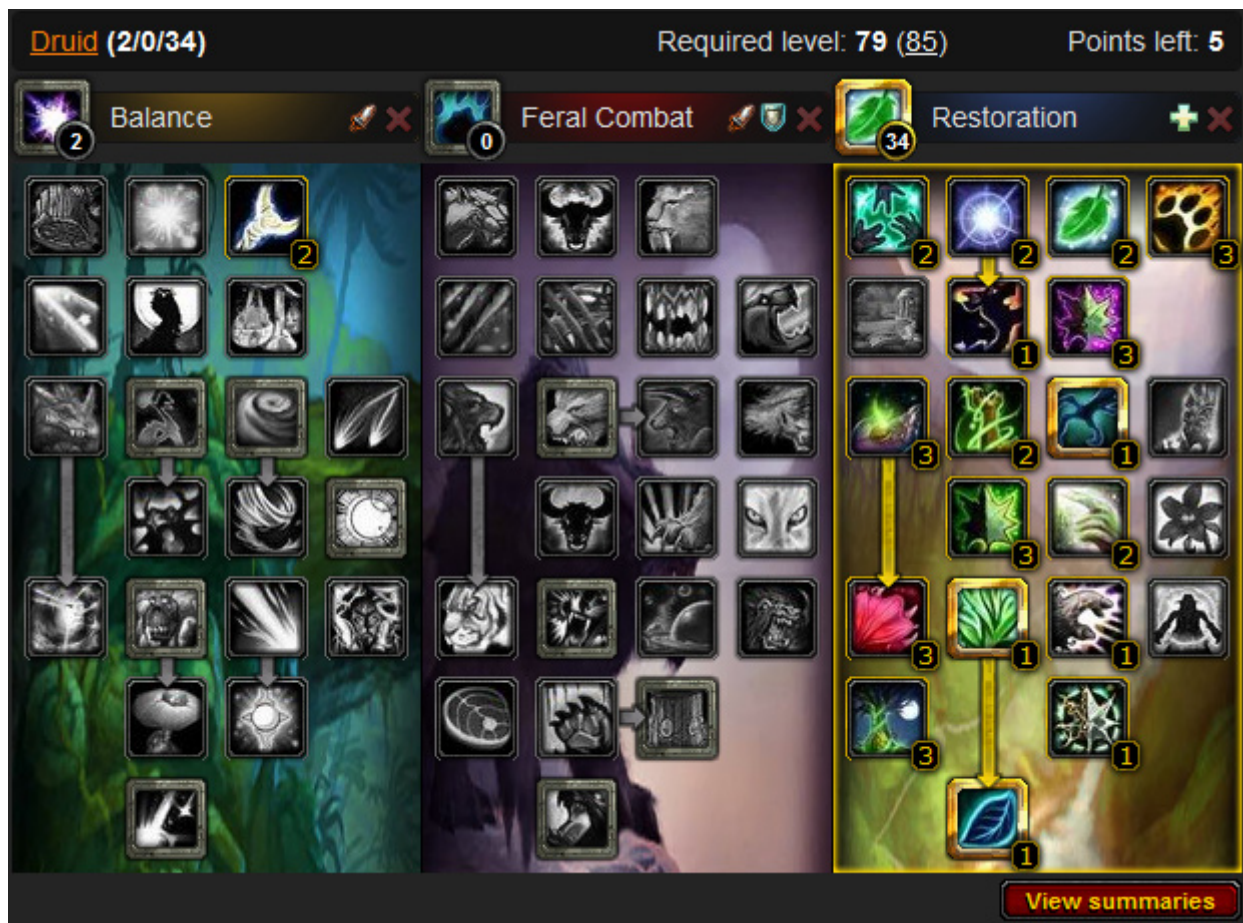 Druid (2/0/34) Required level: 79 (85) Points left: 5
Balance Feral Combat Restoration
2 0 34
2 2 2 2 3
1 3
3 2 1
3 2
3 1 1
3 1
1
View summaries